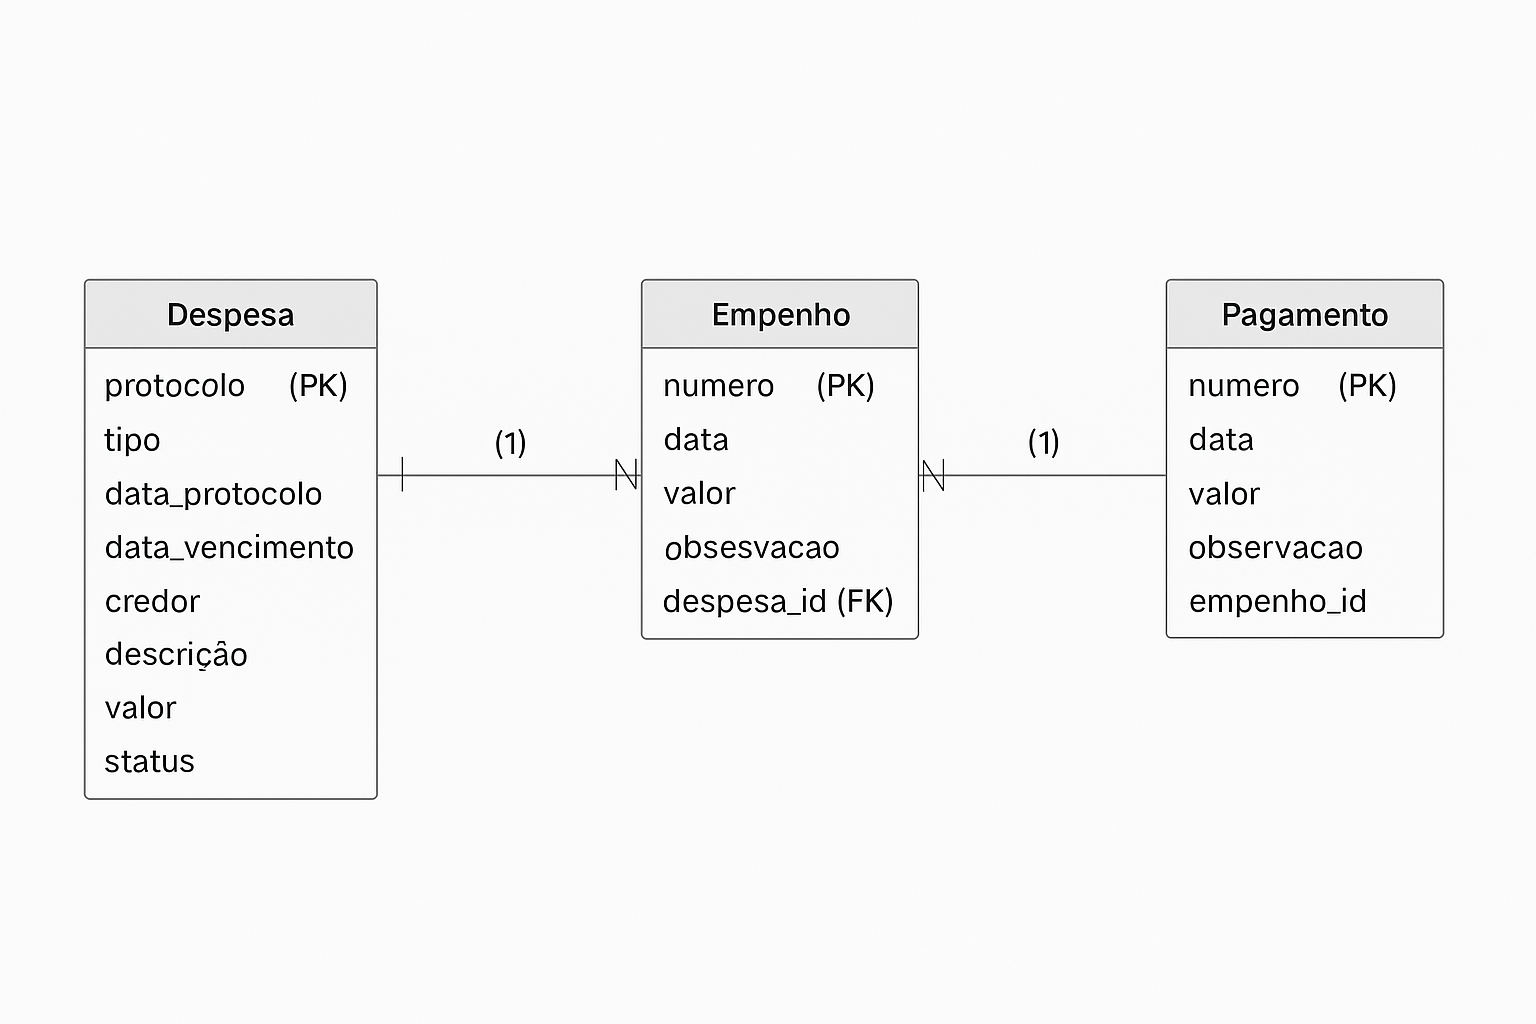 Despesa
protocolo (PK)
tipo
data_protocolo
data_vencimento
credor
descriçâo
valor
status
(1)
N
Empenho
numero (PK)
data
valor
obsesvacao
despesa_id (FK)
N
(1)
Pagamento
numero (PK)
data
valor
observacao
empenho_id